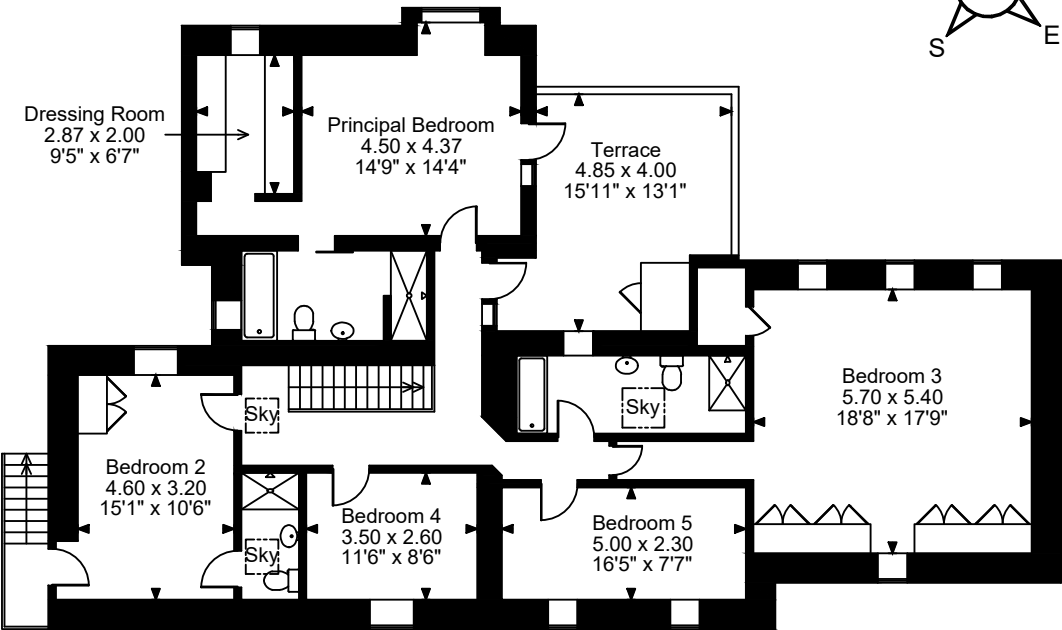 S
E
Dressing Room
2.87 x 2.00
9'5" x 6'7"
Principal Bedroom
4.50 x 4.37
14'9" x 14'4"
Terrace
4.85 x 4.00
15'11" x 13'1"
Bedroom 3
5.70 x 5.40
18'8" x 17'9"
Sky
Sky
Bedroom 2
4.60 x 3.20
15'1" x 10'6"
Bedroom 4
3.50 x 2.60
11'6" x 8'6"
Bedroom 5
5.00 x 2.30
16'5" x 7'7"
Sky